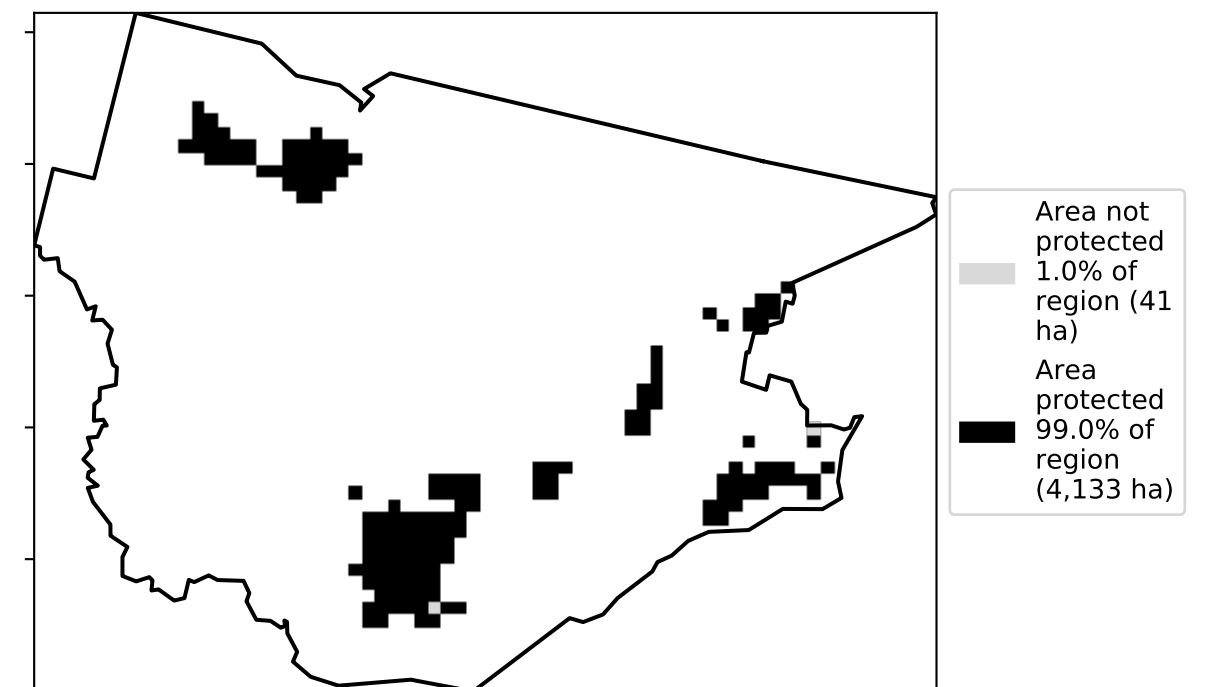 Area not
protected
1.0% of
region (41
ha)
Area
protected
99.0% of
region
(4,133 ha)